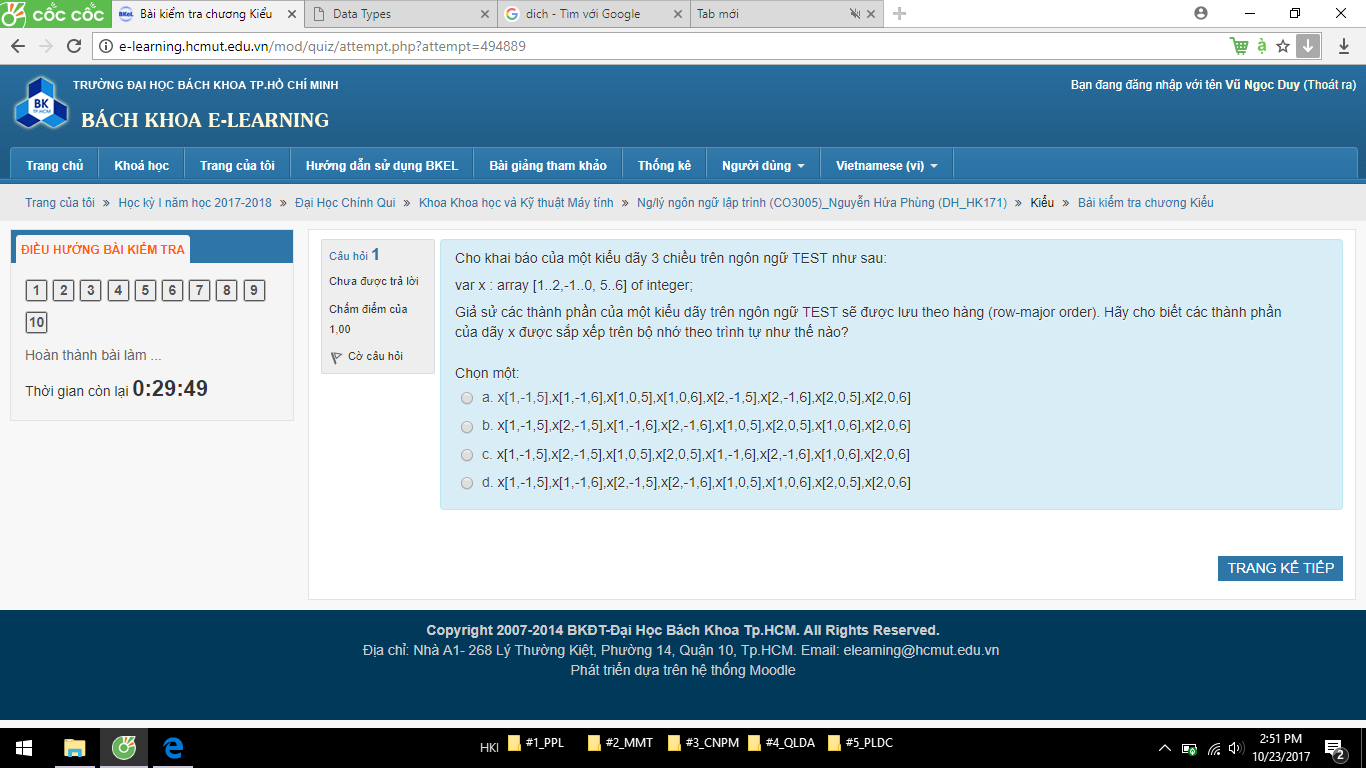 cốc cốc
Bài kiểm tra chương Kiểu
Data Types
dich - Tìm với Google
Tab mới
e-learning.hcmut.edu.vn/mod/quiz/attempt.php?attempt=494889
BK
TP.HCM
TRƯỜNG ĐẠI HỌC BÁCH KHOA TP.HỒ CHÍ MINH
BÁCH KHOA E-LEARNING
Bạn đang đăng nhập với tên Vũ Ngọc Duy (Thoát ra)
Trang chủ
Khoá học
Trang của tôi
Hướng dẫn sử dụng BKEL
Bài giảng tham khảo
Thống kê
Người dùng
Vietnamese (vi)
Trang của tôi » Học kỳ I năm học 2017-2018 » Đại Học Chính Qui » Khoa Khoa học và Kỹ thuật Máy tính » Ng/lý ngôn ngữ lập trình (CO3005)_Nguyễn Hứa Phùng (DH_HK171) » Kiểu » Bài kiểm tra chương Kiểu
ĐIỀU HƯỚNG BÀI KIỂM TRA
1 2 3 4 5 6 7 8 9
10
Hoàn thành bài làm ...
Thời gian còn lại 0:29:49
Câu hỏi 1
Chưa được trả lời
Chấm điểm của
1,00
Cờ câu hỏi
Cho khai báo của một kiểu dãy 3 chiều trên ngôn ngữ TEST như sau:
var x : array [1..2,-1..0, 5..6] of integer;
Giả sử các thành phần của một kiểu dãy trên ngôn ngữ TEST sẽ được lưu theo hàng (row-major order). Hãy cho biết các thành phần
của dãy x được sắp xếp trên bộ nhớ theo trình tự như thế nào?
Chọn một:
a. x[1,-1,5],x[1,-1,6],x[1,0,5],x[1,0,6],x[2,-1,5],x[2,-1,6],x[2,0,5],x[2,0,6]
b. x[1,-1,5],x[2,-1,5],x[1,-1,6],x[2,-1,6],x[1,0,5],x[2,0,5],x[1,0,6],x[2,0,6]
c. x[1,-1,5],x[2,-1,5],x[1,0,5],x[2,0,5],x[1,-1,6],x[2,-1,6],x[1,0,6],x[2,0,6]
d. x[1,-1,5],x[1,-1,6],x[2,-1,5],x[2,-1,6],x[1,0,5],x[1,0,6],x[2,0,5],x[2,0,6]
TRANG KẾ TIẾP
Copyright 2007-2014 BKĐT-Đại Học Bách Khoa Tp.HCM. All Rights Reserved.
Địa chỉ: Nhà A1- 268 Lý Thường Kiệt, Phường 14, Quận 10, Tp.HCM. Email: elearning@hcmut.edu.vn
Phát triển dựa trên hệ thống Moodle
HKI
#1_PPL
#2_MMT
#3_CNPM
#4_QLDA
#5_PLDC
2:51 PM
10/23/2017
2